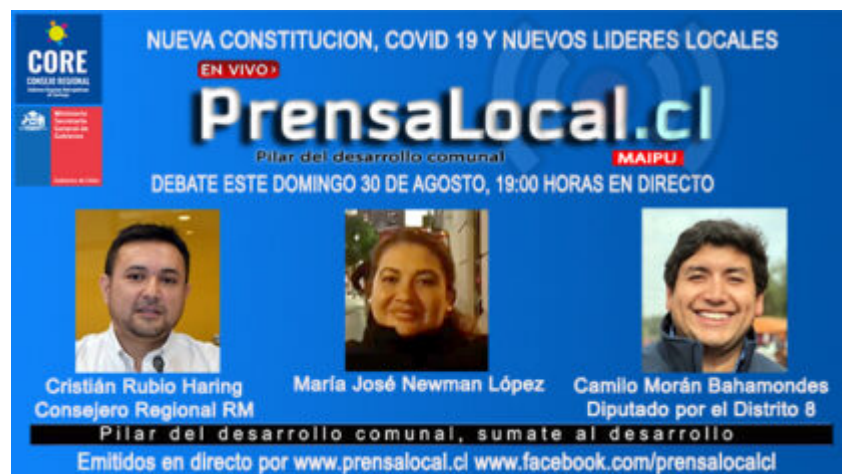 NUEVA CONSTITUCION, COVID 19 Y NUEVOS LIDERES LOCALES
CORE
CONSEJO REGIONAL
EN VIVO
PrensaLocal.cl
Ministerio
Secretaría
General de
Gobierno
Pilar del desarrollo comunal
MAIPU
Gobierno de Chile
DEBATE ESTE DOMINGO 30 DE AGOSTO, 19:00 HORAS EN DIRECTO
Cristián Rubio Haring
Consejero Regional RM
María José Newman López
Camilo Morán Bahamondes
Diputado por el Distrito 8
Pilar del desarrollo comunal, sumate al desarrollo
Emitidos en directo por www.prensalocal.cl www.facebook.com/prensalocalcl